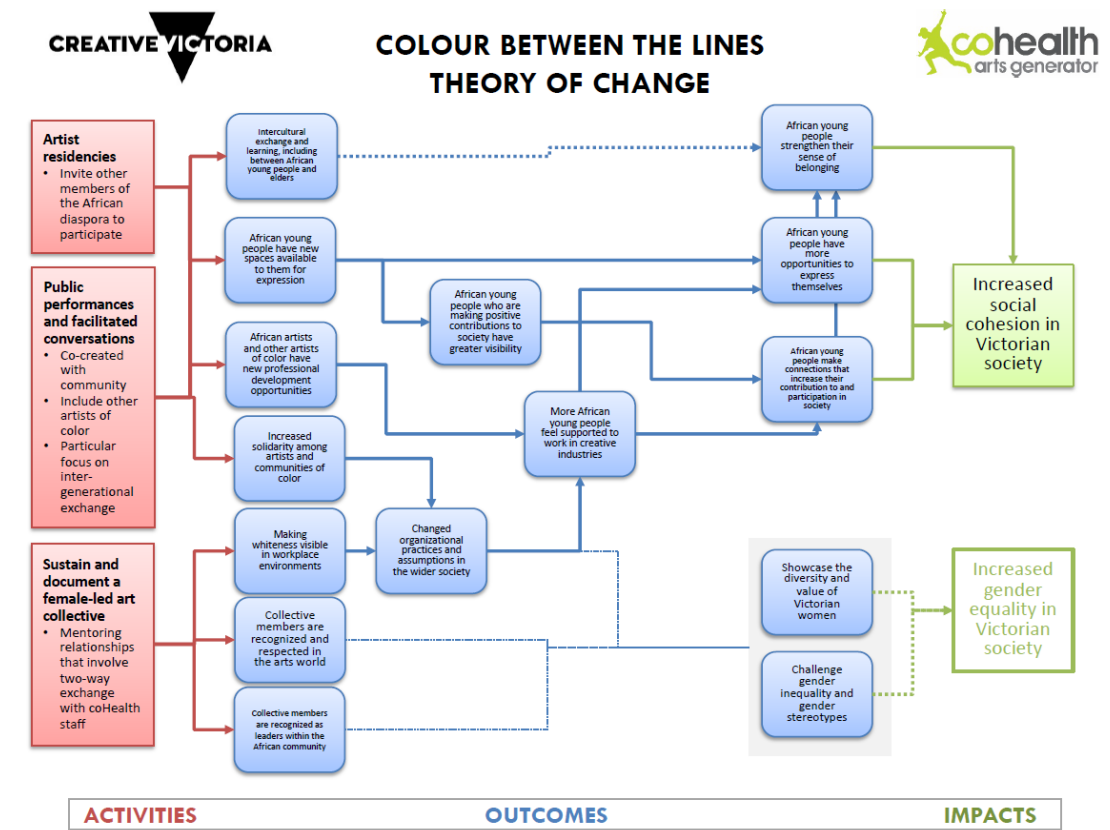 CREATIVE VICTORIA
COLOUR BETWEEN THE LINES
THEORY OF CHANGE
cohealth
arts generator
Artist
residencies
• Invite other
members of
the African
diaspora to
participate
Public
performances
and facilitated
conversations
• Co-created
with
community
• Include other
artists of
color
• Particular
focus on
inter-
generational
exchange
Sustain and
document a
female-led art
collective
• Mentoring
relationships
that involve
two-way
exchange
with coHealth
staff
Intercultural
exchange and
learning, including
between African
young people and
elders
African young
people have new
spaces available
to them for
expression
African artists
and other artists
of color have
new professional
development
opportunities
Increased
solidarity among
artists and
communities of
color
Making
whiteness visible
in workplace
environments
Collective
members are
recognized and
respected in
the arts world
Collective members
are recognized as
leaders within the
African community
African young
people who are
making positive
contributions to
society have
greater visibility
Changed
organizational
practices and
assumptions in
the wider society
More African
young people
feel supported to
work in creative
industries
African young
people
strengthen their
sense of
belonging
African young
people have
more
opportunities to
express
themselves
African young
people make
connections that
increase their
contribution to and
participation in
society
Showcase the
diversity and
value of
Victorian
women
Challenge
gender
inequality and
gender
stereotypes
Increased
social
cohesion in
Victorian
society
Increased
gender
equality in
Victorian
society
ACTIVITIES
OUTCOMES
IMPACTS